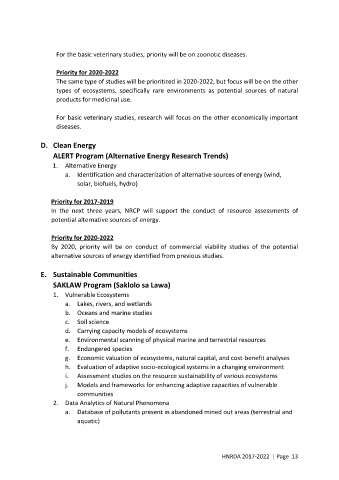 For the basic veterinary studies, priority will be on zoonotic diseases.
Priority for 2020-2022
The same type of studies will be prioritized in 2020-2022, but focus will be on the other
types of ecosystems, specifically rare environments as potential sources of natural
products for medicinal use.
For basic veterinary studies, research will focus on the other economically important
diseases.
D. Clean Energy
ALERT Program (Alternative Energy Research Trends)
1. Alternative Energy
a. Identification and characterization of alternative sources of energy (wind,
solar, biofuels, hydro)
Priority for 2017-2019
In the next three years, NRCP will support the conduct of resource assessments of
potential alternative sources of energy.
Priority for 2020-2022
By 2020, priority will be on conduct of commercial viability studies of the potential
alternative sources of energy identified from previous studies.
E. Sustainable Communities
SAKLAW Program (Saklolo sa Lawa)
1. Vulnerable Ecosystems
a. Lakes, rivers, and wetlands
b. Oceans and marine studies
c. Soil science
d. Carrying capacity models of ecosystems
e. Environmental scanning of physical marine and terrestrial resources
f. Endangered species
g. Economic valuation of ecosystems, natural capital, and cost-benefit analyses
h. Evaluation of adaptive socio-ecological systems in a changing environment
i. Assessment studies on the resource sustainability of various ecosystems
j. Models and frameworks for enhancing adaptive capacities of vulnerable
communities
2. Data Analytics of Natural Phenomena
a. Database of pollutants present in abandoned mined out areas (terrestrial and
aquatic)
HNRDA 2017-2022 | Page 13